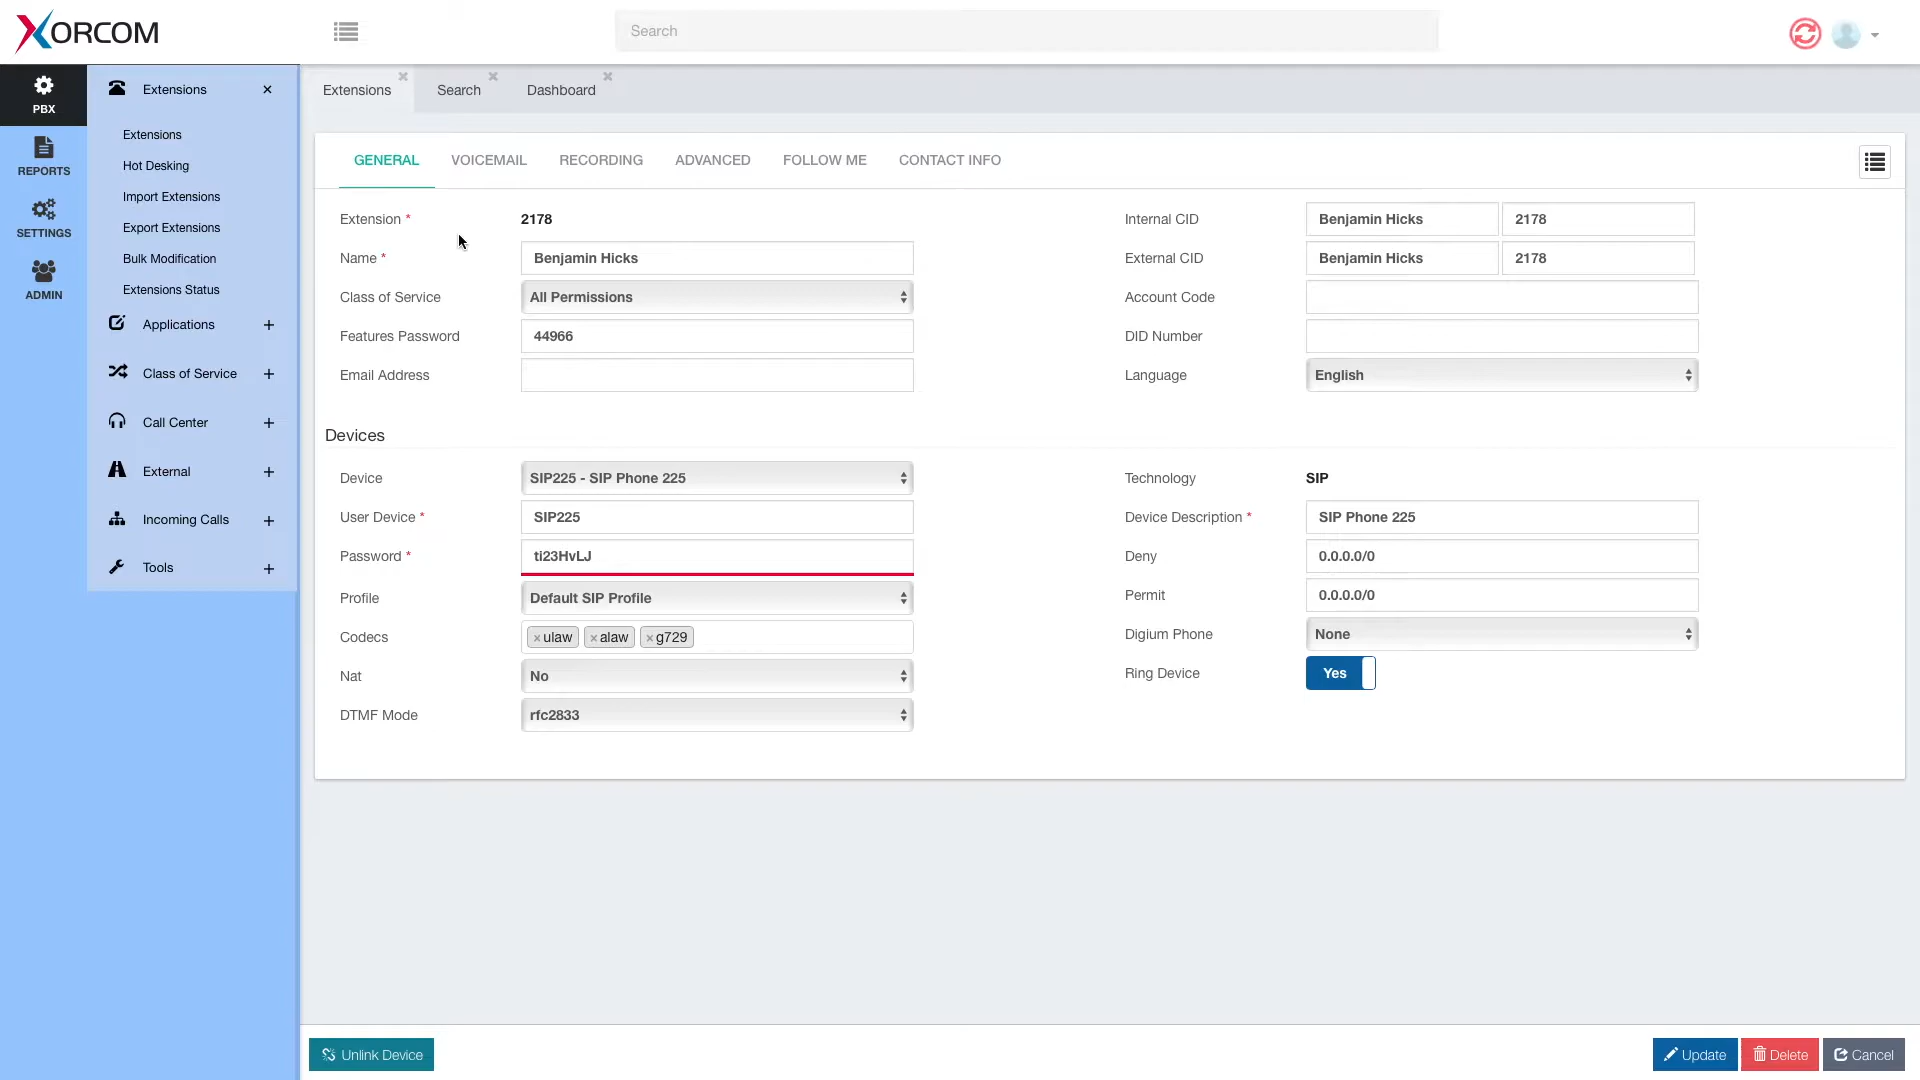 XORCOM
Search
PBX
REPORTS
SETTINGS
ADMIN
Extensions
Extensions
Hot Desking
Import Extensions
Export Extensions
Bulk Modification
Extensions Status
Applications
Class of Service
Call Center
External
Incoming Calls
Tools
Extensions Search Dashboard
GENERAL VOICEMAIL RECORDING ADVANCED FOLLOW ME CONTACT INFO
Extension * 2178
Name * Benjamin Hicks
Class of Service All Permissions
Features Password 44966
Email Address
Internal CID Benjamin Hicks 2178
External CID Benjamin Hicks 2178
Account Code
DID Number
Language English
Devices
Device SIP225 - SIP Phone 225
User Device * SIP225
Password * ti23HvLJ
Profile Default SIP Profile
Codecs × ulaw × alaw × g729
Nat No
DTMF Mode rfc2833
Technology SIP
Device Description * SIP Phone 225
Deny 0.0.0.0/0
Permit 0.0.0.0/0
Digium Phone None
Ring Device Yes
Unlink Device
Update Delete Cancel